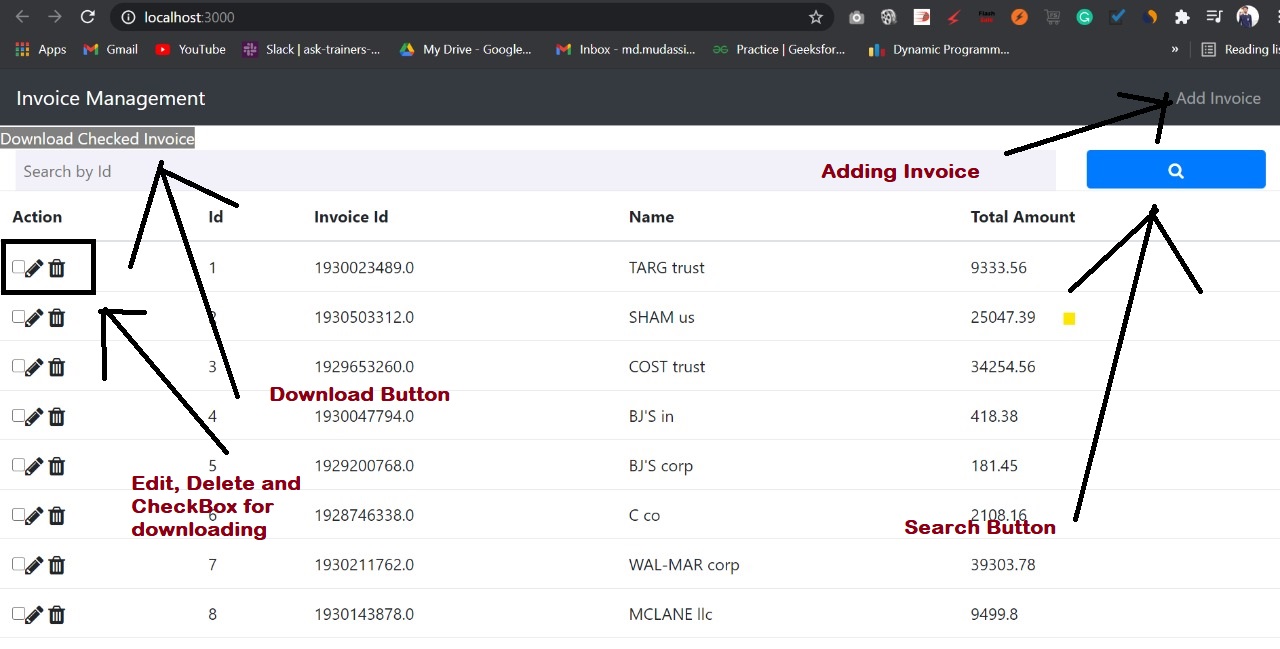 localhost:3000
Apps Gmail YouTube Slack | ask-trainers-... My Drive - Google... Inbox - md.mudassi... Practice | Geeksfor... Dynamic Programm... » Reading lis
Invoice Management Add Invoice
Download Checked Invoice
Search by Id
Adding Invoice
Action Id Invoice Id Name Total Amount
1 1930023489.0 TARG trust 9333.56
2 1930503312.0 SHAM us 25047.39
3 1929653260.0 COST trust 34254.56
Download Button
4 1930047794.0 BJ'S in 418.38
5 1929200768.0 BJ'S corp 181.45
Edit, Delete and
CheckBox for
downloading
6 1928746338.0 C co 2108.16
Search Button
7 1930211762.0 WAL-MAR corp 39303.78
8 1930143878.0 MCLANE llc 9499.8